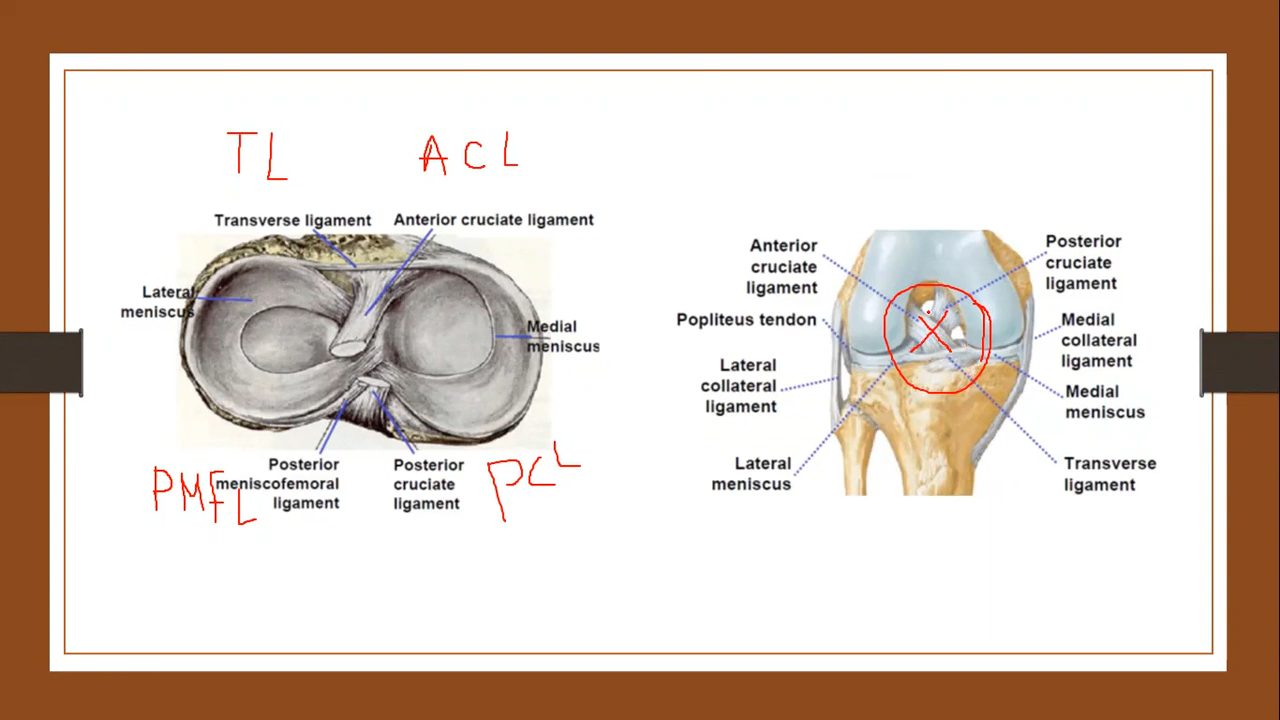 TL
ACL
Transverse ligament
Anterior cruciate ligament
Lateral
meniscus
Medial
meniscus
Posterior
meniscofemoral
ligament
Posterior
cruciate
ligament
PMFL
PCL
Anterior
cruciate
ligament
Popliteus tendon
Lateral
collateral
ligament
Lateral
meniscus
Posterior
cruciate
ligament
Medial
collateral
ligament
Medial
meniscus
Transverse
ligament